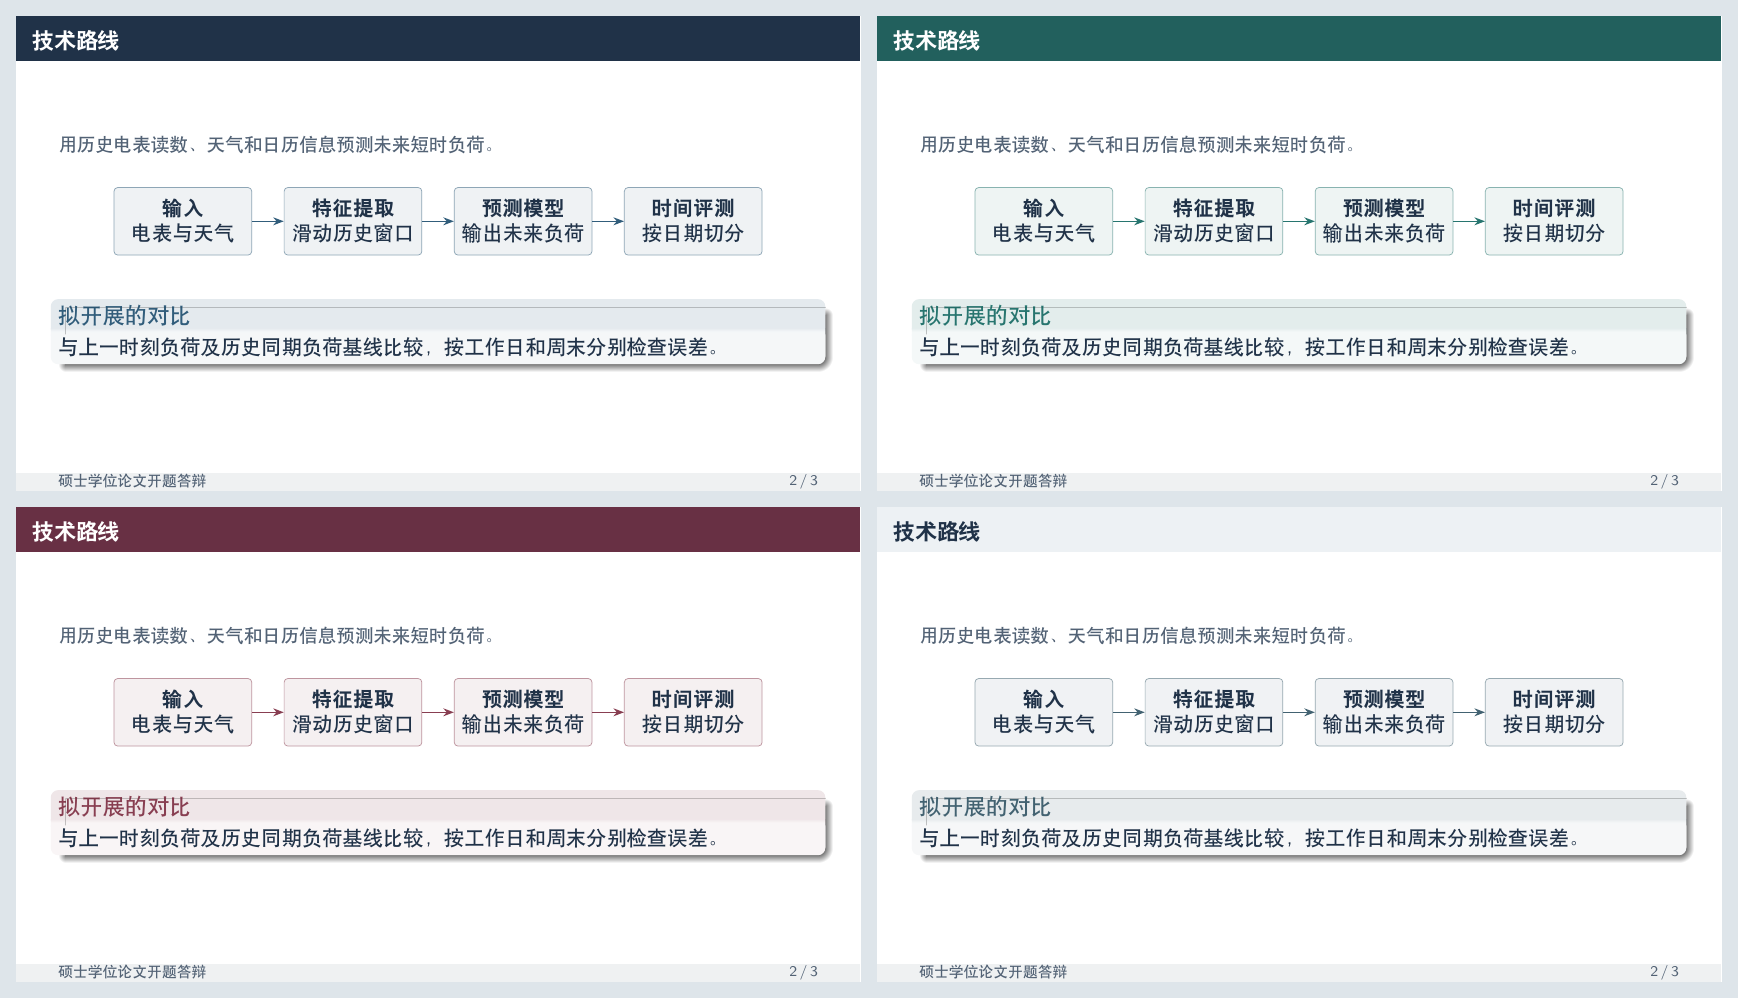 技术路线
用历史电表读数、天气和日历信息预测未来短时负荷。
输入
电表与天气
特征提取
滑动历史窗口
预测模型
输出未来负荷
时间评测
按日期切分
拟开展的对比
与上一时刻负荷及历史同期负荷基线比较，按工作日和周末分别检查误差。
硕士学位论文开题答辩
2 / 3
技术路线
用历史电表读数、天气和日历信息预测未来短时负荷。
输入
电表与天气
特征提取
滑动历史窗口
预测模型
输出未来负荷
时间评测
按日期切分
拟开展的对比
与上一时刻负荷及历史同期负荷基线比较，按工作日和周末分别检查误差。
硕士学位论文开题答辩
2 / 3
技术路线
用历史电表读数、天气和日历信息预测未来短时负荷。
输入
电表与天气
特征提取
滑动历史窗口
预测模型
输出未来负荷
时间评测
按日期切分
拟开展的对比
与上一时刻负荷及历史同期负荷基线比较，按工作日和周末分别检查误差。
硕士学位论文开题答辩
2 / 3
技术路线
用历史电表读数、天气和日历信息预测未来短时负荷。
输入
电表与天气
特征提取
滑动历史窗口
预测模型
输出未来负荷
时间评测
按日期切分
拟开展的对比
与上一时刻负荷及历史同期负荷基线比较，按工作日和周末分别检查误差。
硕士学位论文开题答辩
2 / 3